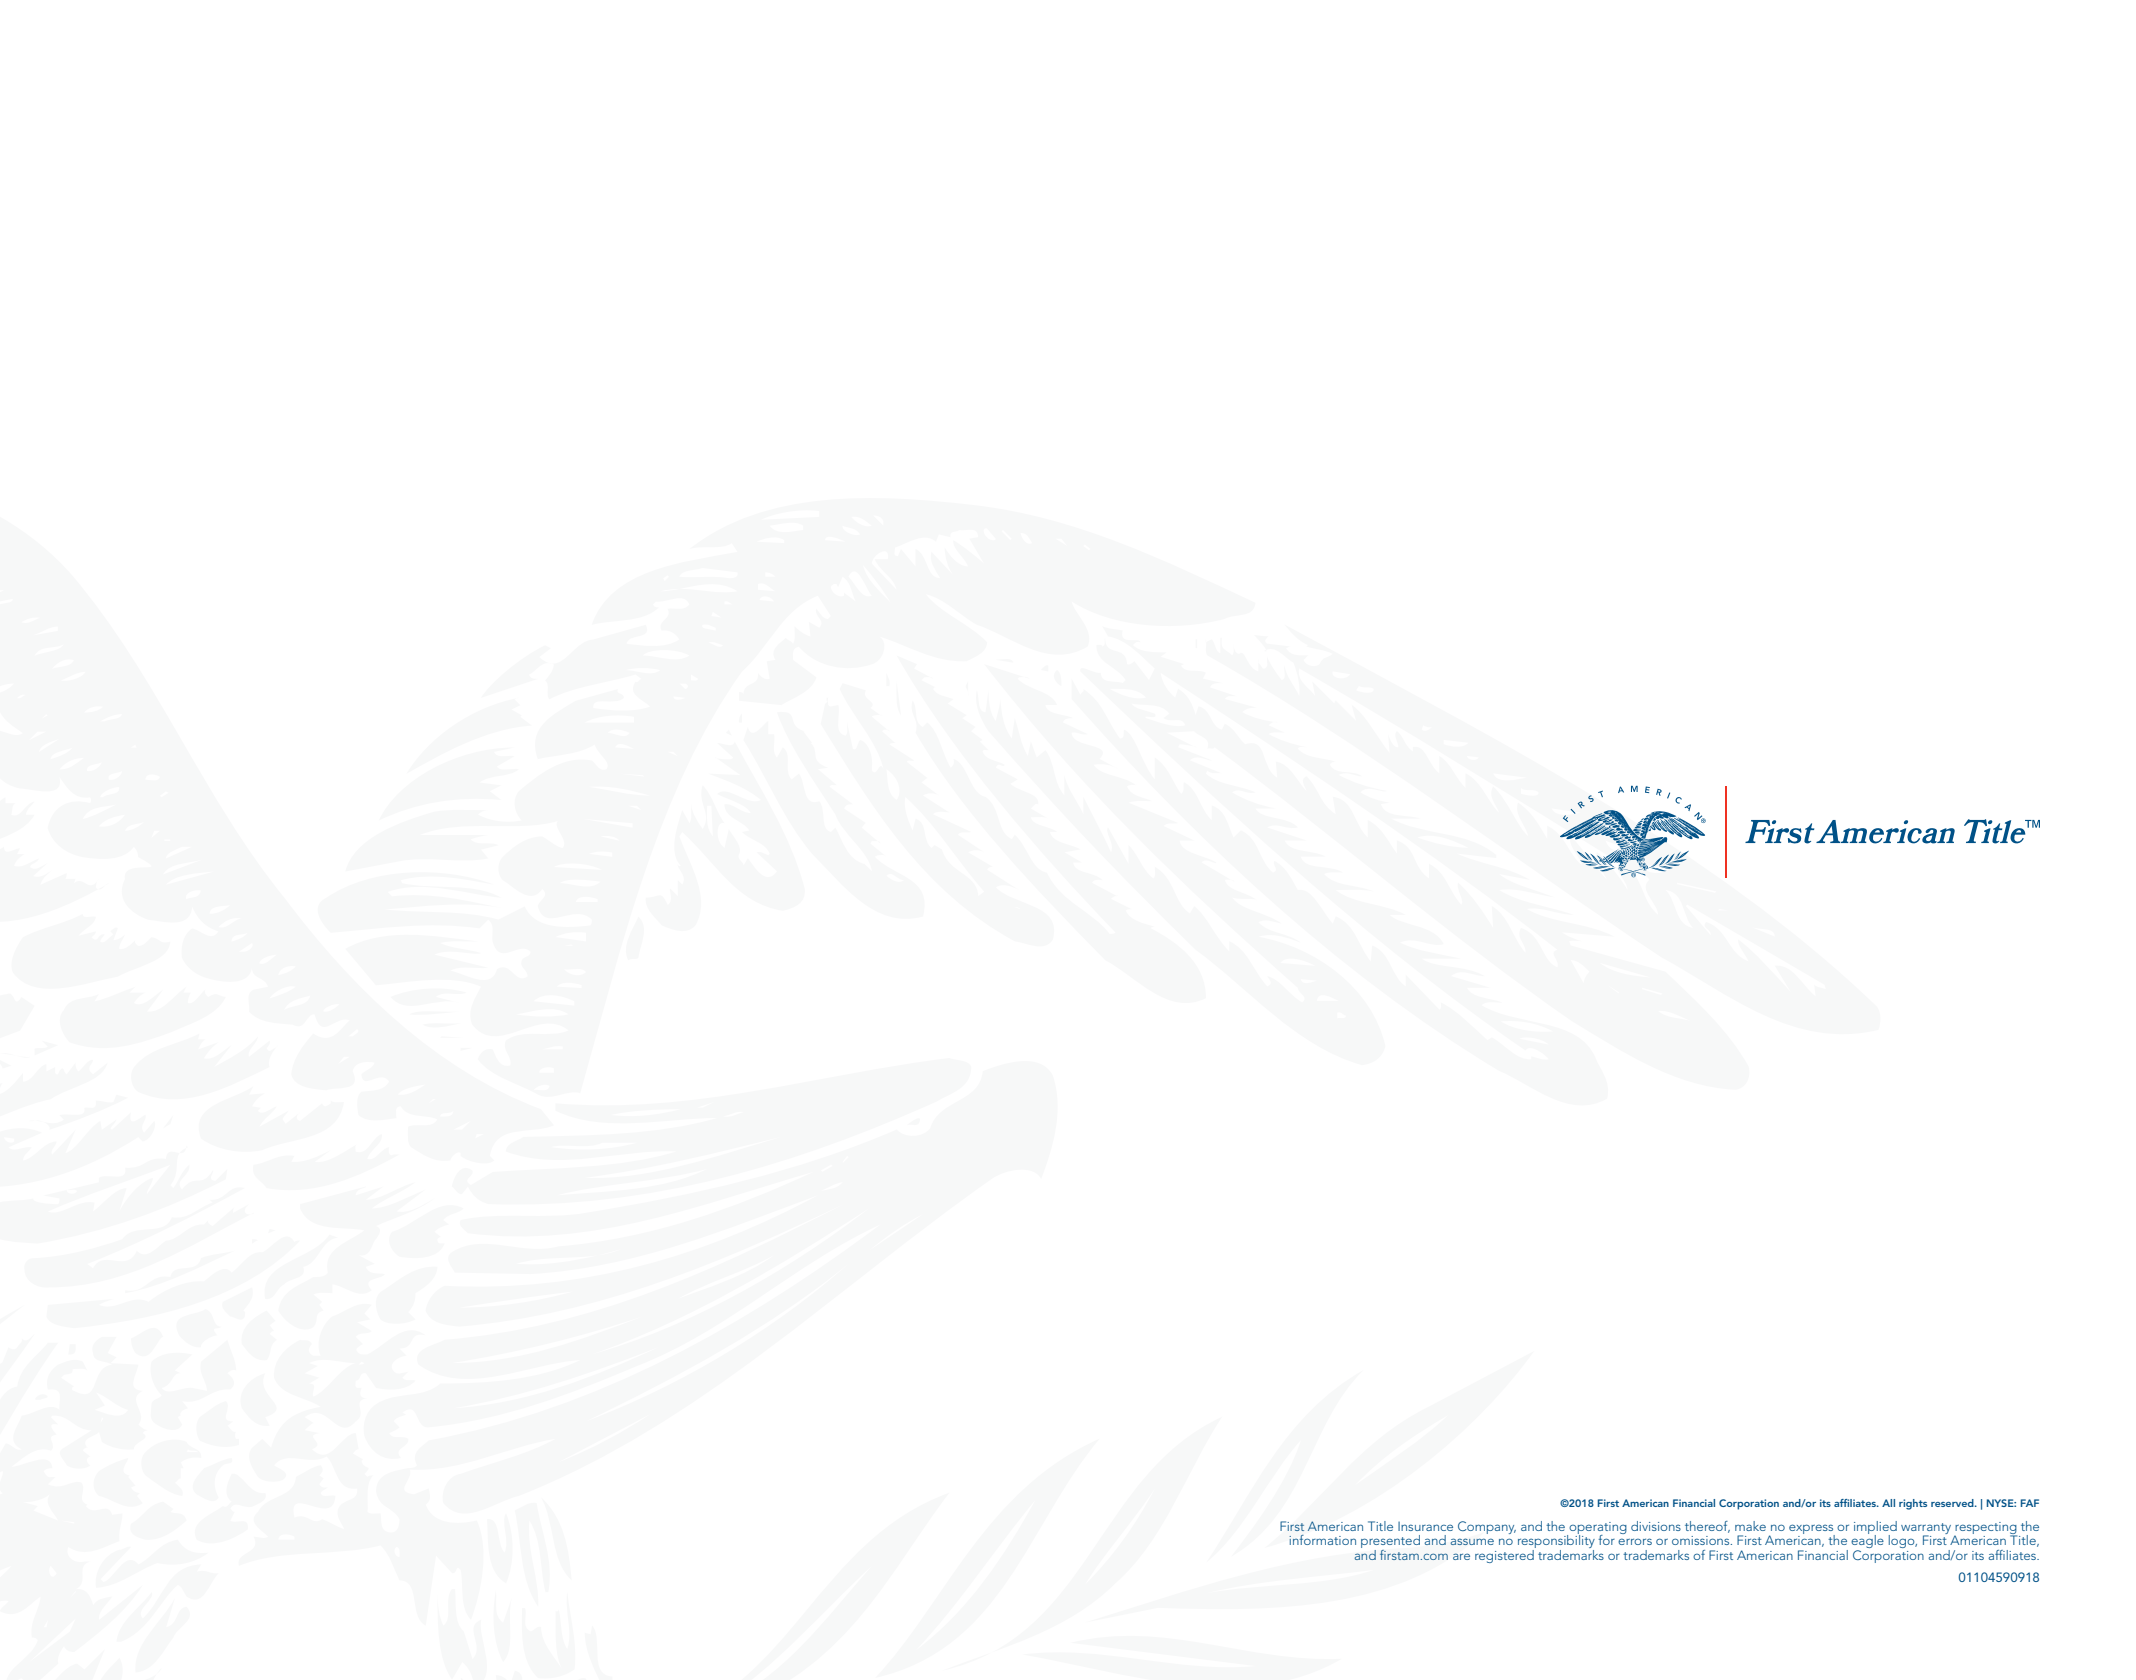 FIRST AMERICAN®
First American Title™
©2018 First American Financial Corporation and/or its affiliates. All rights reserved. | NYSE: FAF
First American Title Insurance Company, and the operating divisions thereof, make no express or implied warranty respecting the
information presented and assume no responsibility for errors or omissions. First American, the eagle logo, First American Title,
and firstam.com are registered trademarks or trademarks of First American Financial Corporation and/or its affiliates.
01104590918